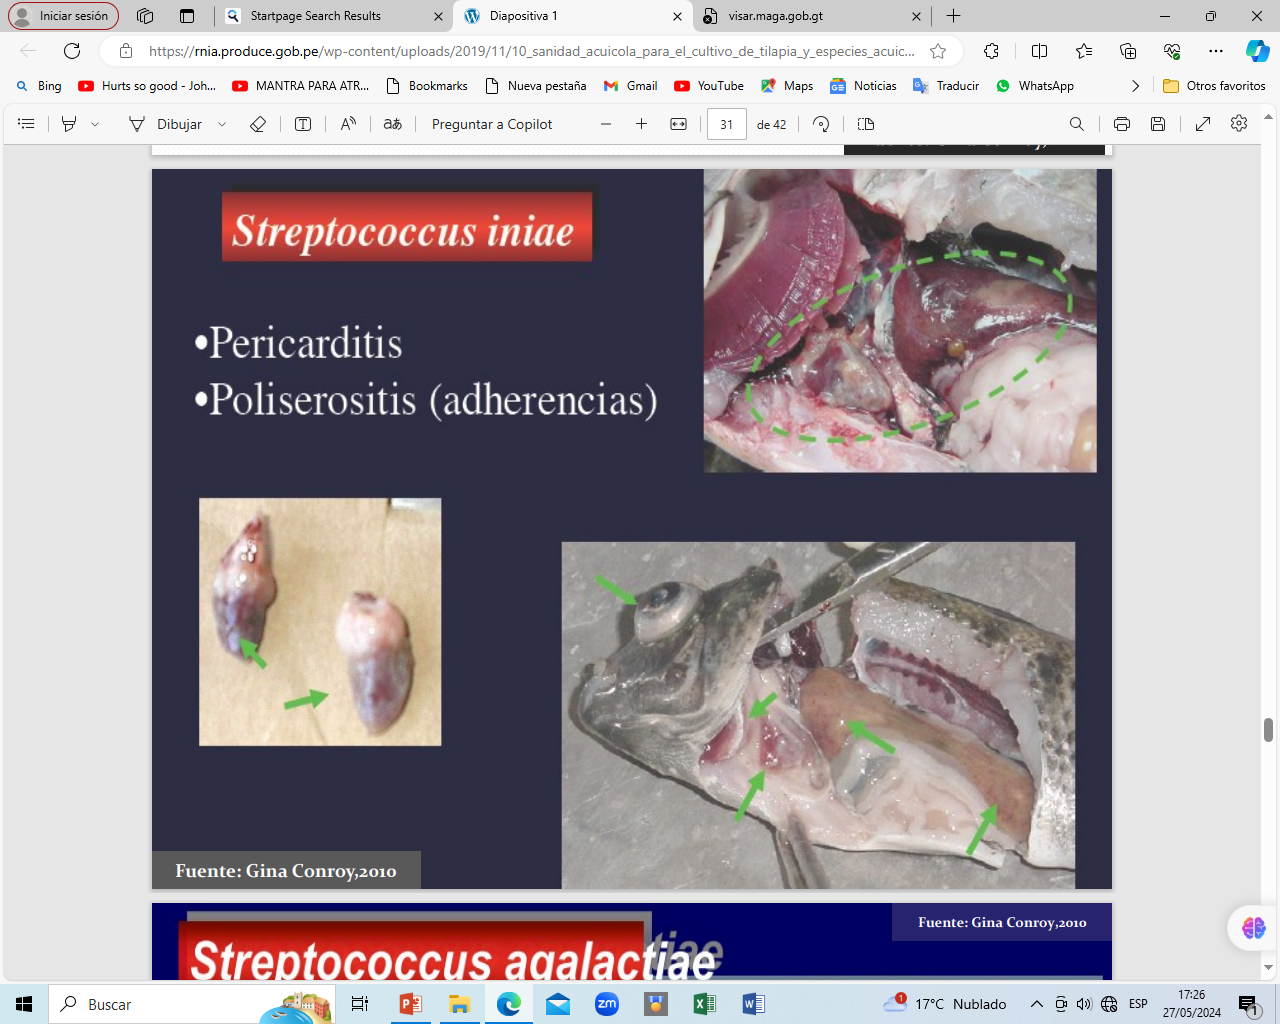 Iniciar sesión
Startpage Search Results
Diapositiva 1
visar.maga.gob.gt
https://rnia.produce.gob.pe/wp-content/uploads/2019/11/10_sanidad_acuicola_para_el_cultivo_de_tilapia_y_especies_acuic...
Bing
Hurts so good - Joh...
MANTRA PARA ATR...
Bookmarks
Nueva pestaña
Gmail
YouTube
Maps
Noticias
Traducir
WhatsApp
Otros favoritos
Dibujar
Preguntar a Copilot
31
de 42
Streptococcus iniae
•Pericarditis
•Poliserositis (adherencias)
Fuente: Gina Conroy,2010
Fuente: Gina Conroy,2010
Streptococcus agalactiae
Buscar
17°C Nublado
ESP
17:26
27/05/2024